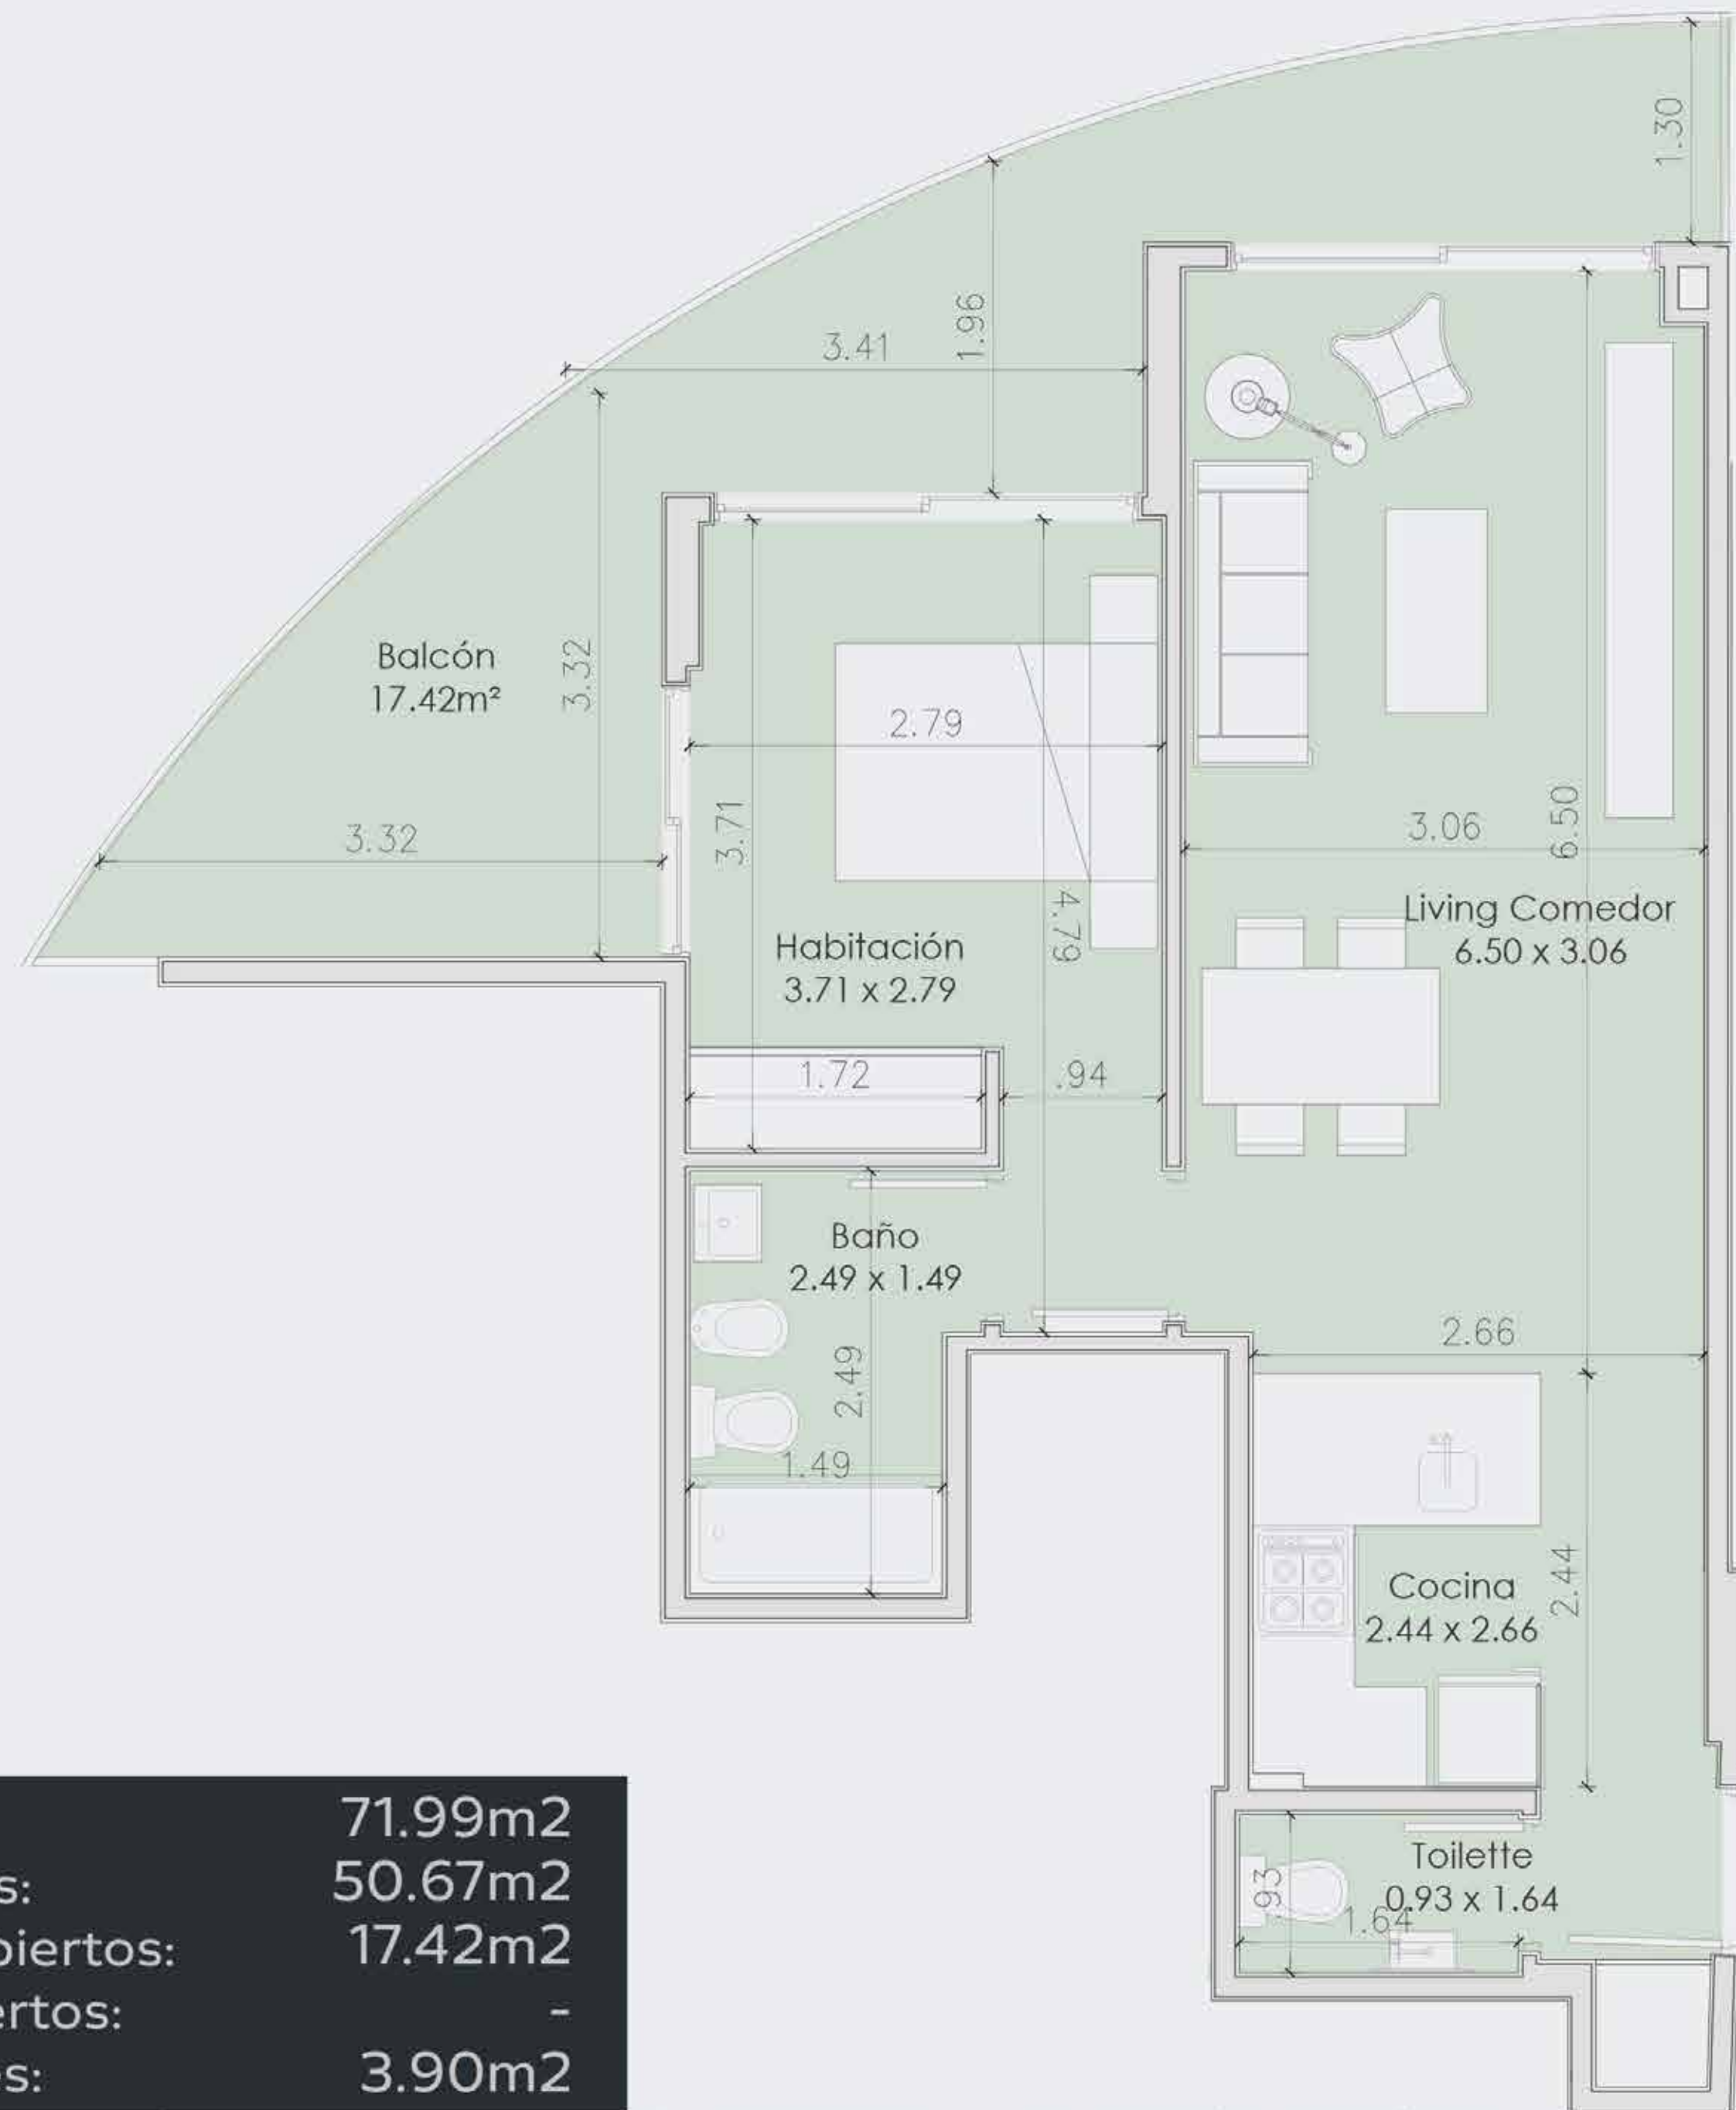 1.30
1.96
3.41
Balcón
17.42m²
3.32
3.32
2.79
3.71
4.79
Habitación
3.71 x 2.79
3.06
6.50
Living Comedor
6.50 x 3.06
1.72
.94
Baño
2.49 x 1.49
2.49
1.49
2.66
Cocina
2.44 x 2.66
2.44
Toilette
0.93 x 1.64
.93
1.64
71.99m2
50.67m2
17.42m2
-
3.90m2